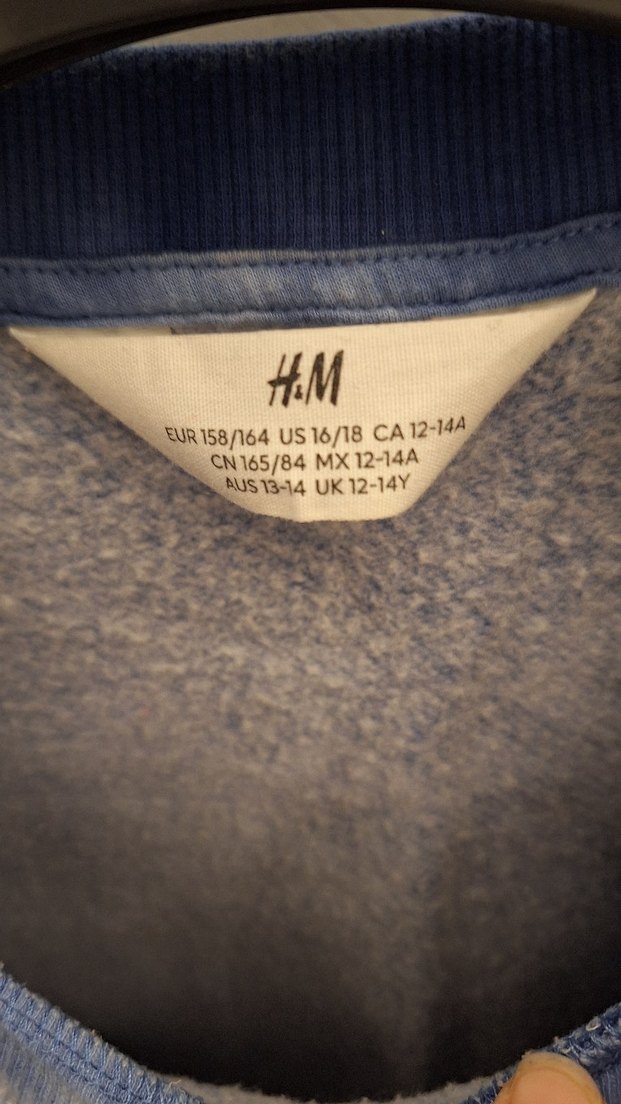 H&M
EUR 158/164 US 16/18 CA 12-14A
CN 165/84 MX 12-14A
AUS 13-14 UK 12-14Y